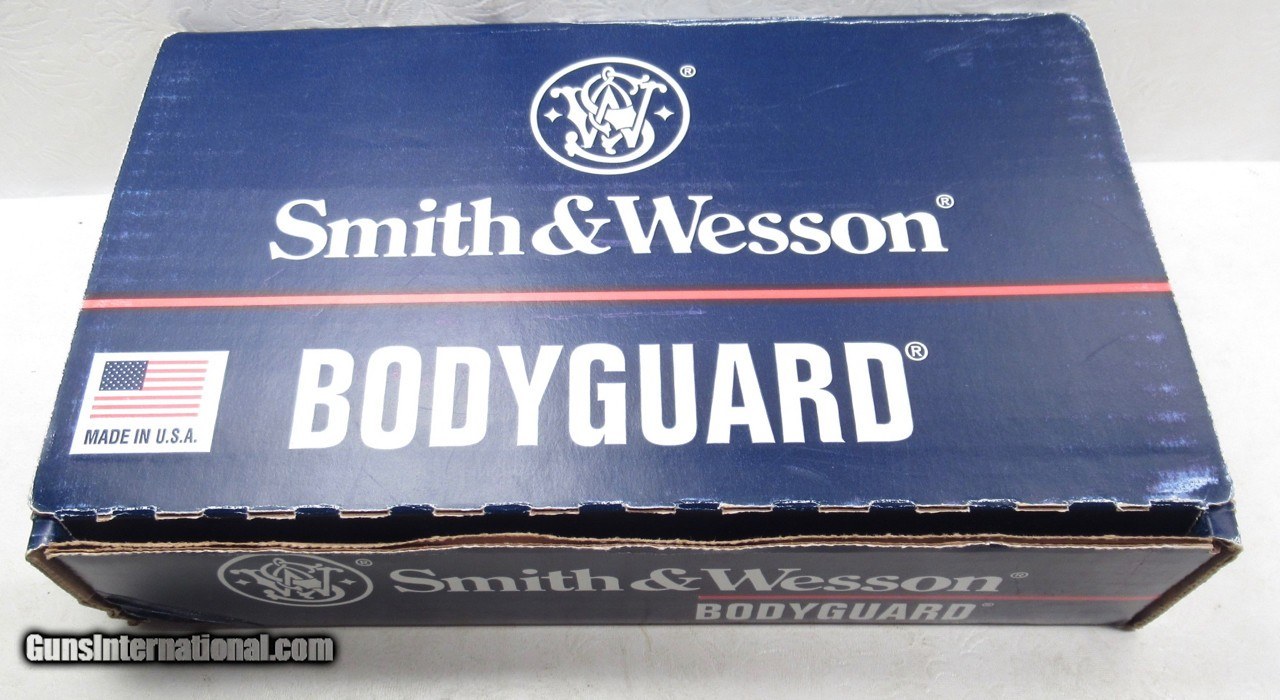 Smith & Wesson®
BODYGUARD®
MADE IN U.S.A.
Smith & Wesson®
BODYGUARD®
GunsInternational.com